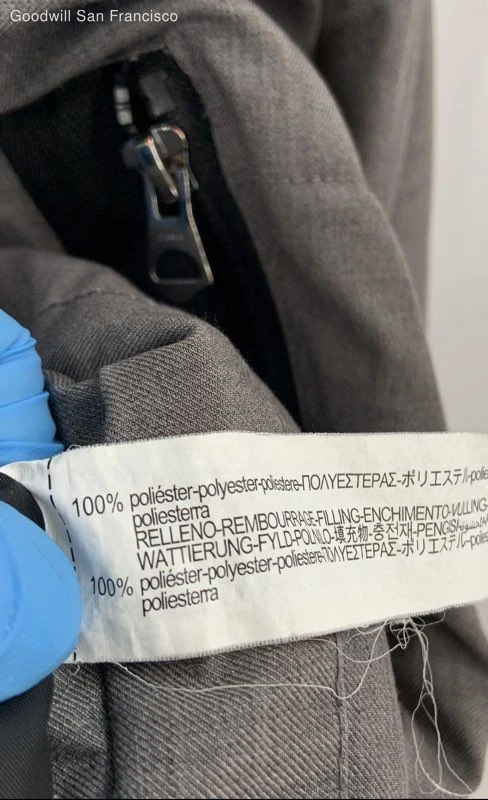 Goodwill San Francisco
100% poliéster-polyester-poliestere-ΠΟΛΥΕΣΤΕΡΑΣ-ポリエステル-polies
poliesterra
RELLENO-REMBOURRAGE-FILLING-ENCHIMENTO-VULLING-
WATTIERUNG-FYLD-填充物-충전재-PENGISI
100% poliéster-polyester-poliestere-ΠΟΛΥΕΣΤΕΡΑΣ-ポリエステル-polies
poliesterra